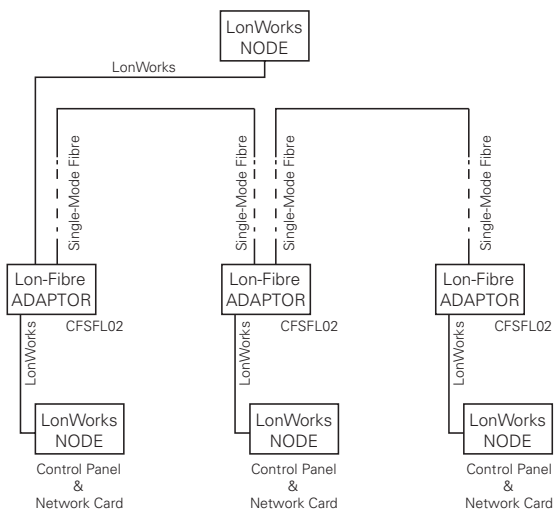 LonWorks
NODE
LonWorks
Single-Mode Fibre
Single-Mode Fibre
Single-Mode Fibre
Single-Mode Fibre
Lon-Fibre
ADAPTOR
Lon-Fibre
ADAPTOR
Lon-Fibre
ADAPTOR
CFSFL02
CFSFL02
CFSFL02
LonWorks
LonWorks
LonWorks
LonWorks
NODE
LonWorks
NODE
LonWorks
NODE
Control Panel
&
Network Card
Control Panel
&
Network Card
Control Panel
&
Network Card